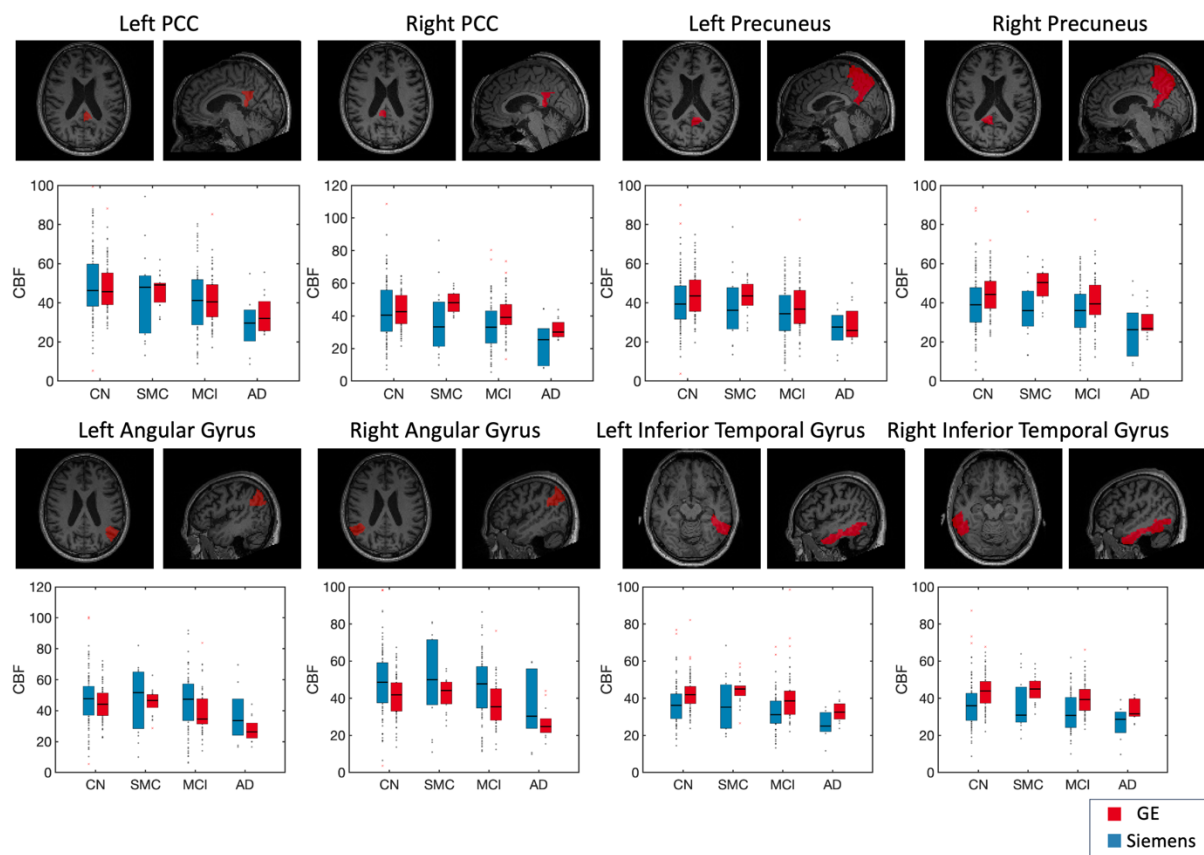 Left PCC
Right PCC
Left Precuneus
Right Precuneus
100
80
60
40
20
0
CBF
CN SMC MCI AD
120
100
80
60
40
20
0
CBF
CN SMC MCI AD
100
80
60
40
20
0
CBF
CN SMC MCI AD
100
80
60
40
20
0
CBF
CN SMC MCI AD
Left Angular Gyrus
Right Angular Gyrus
Left Inferior Temporal Gyrus
Right Inferior Temporal Gyrus
120
100
80
60
40
20
0
CBF
CN SMC MCI AD
100
80
60
40
20
0
CBF
CN SMC MCI AD
100
80
60
40
20
0
CBF
CN SMC MCI AD
100
80
60
40
20
0
CBF
CN SMC MCI AD
GE
Siemens